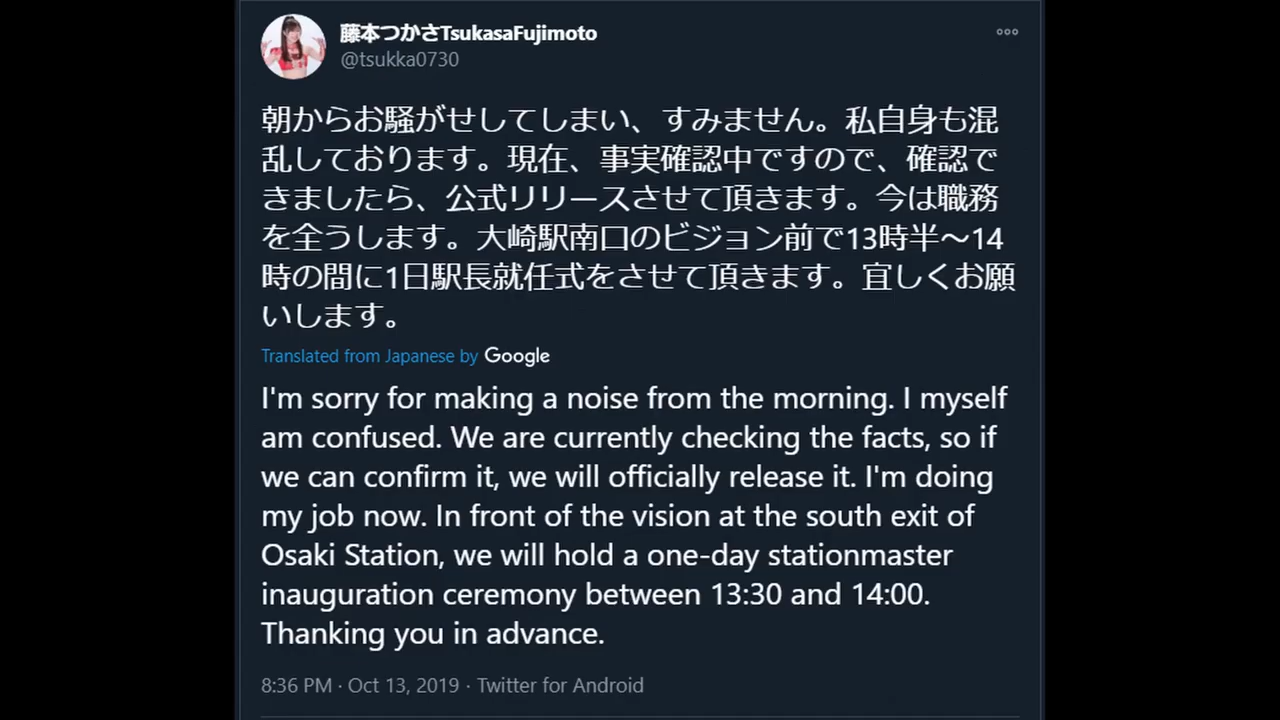 藤本つかさTsukasaFujimoto
@tsukka0730
朝からお騒がせしてしまい、すみません。私自身も混
乱しております。現在、事実確認中ですので、確認で
きましたら、公式リリースさせて頂きます。今は職務
を全うします。大崎駅南口のビジョン前で13時半～14
時の間に1日駅長就任式をさせて頂きます。宜しくお願
いします。
Translated from Japanese by Google
I'm sorry for making a noise from the morning. I myself
am confused. We are currently checking the facts, so if
we can confirm it, we will officially release it. I'm doing
my job now. In front of the vision at the south exit of
Osaki Station, we will hold a one-day stationmaster
inauguration ceremony between 13:30 and 14:00.
Thanking you in advance.
8:36 PM · Oct 13, 2019 · Twitter for Android